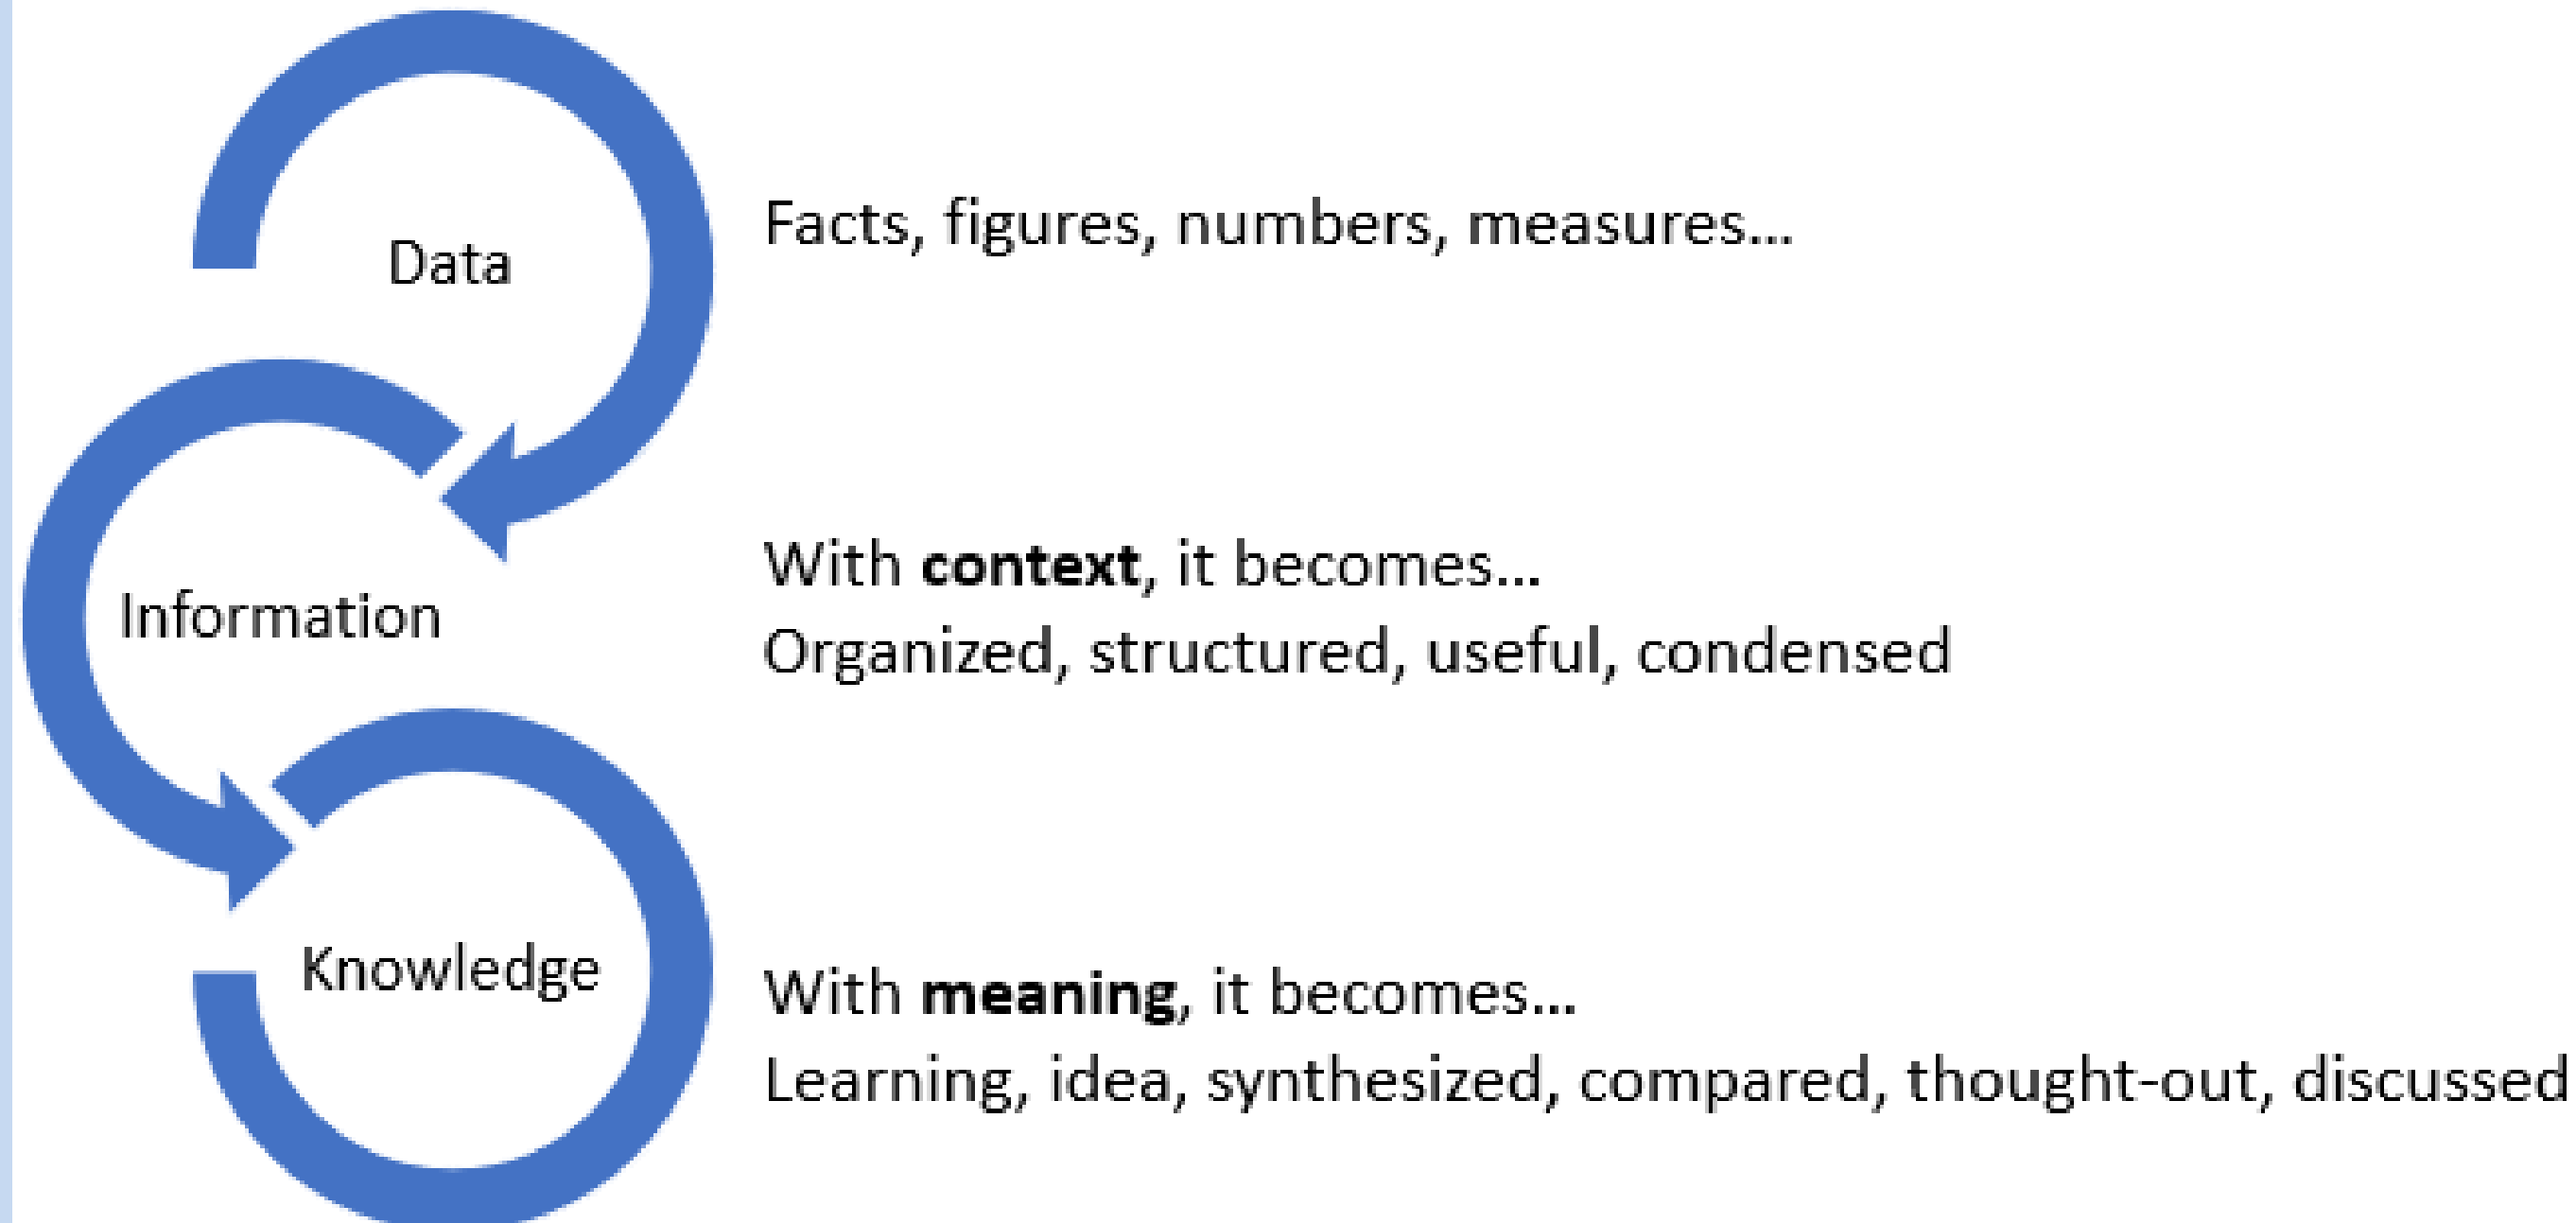 Data
Facts, figures, numbers, measures...
Information
With context, it becomes...
Organized, structured, useful, condensed
Knowledge
With meaning, it becomes...
Learning, idea, synthesized, compared, thought-out, discussed